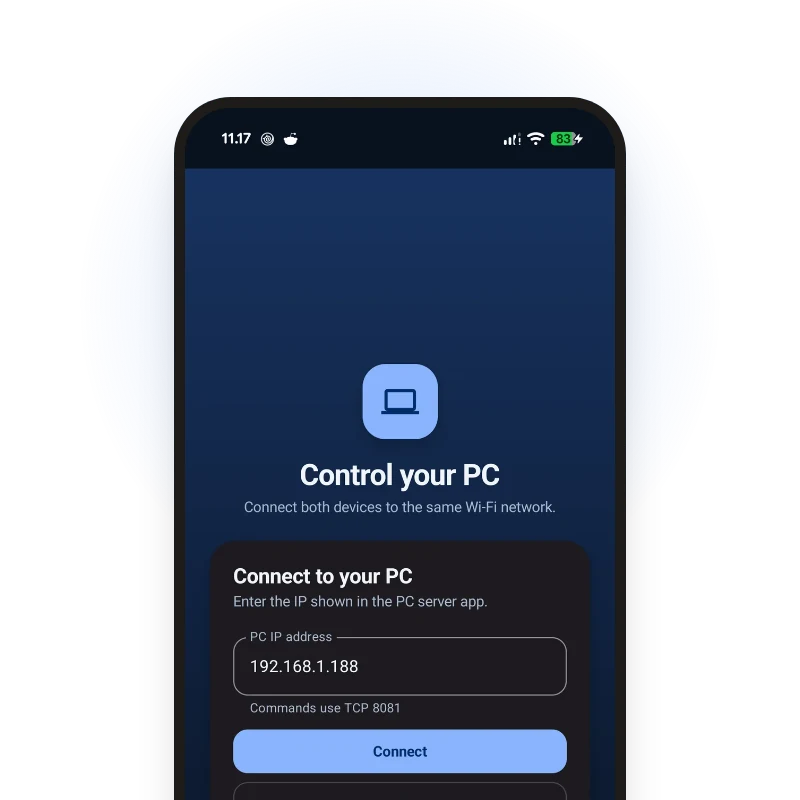 11.17
83
Control your PC
Connect both devices to the same Wi-Fi network.
Connect to your PC
Enter the IP shown in the PC server app.
PC IP address
192.168.1.188
Commands use TCP 8081
Connect